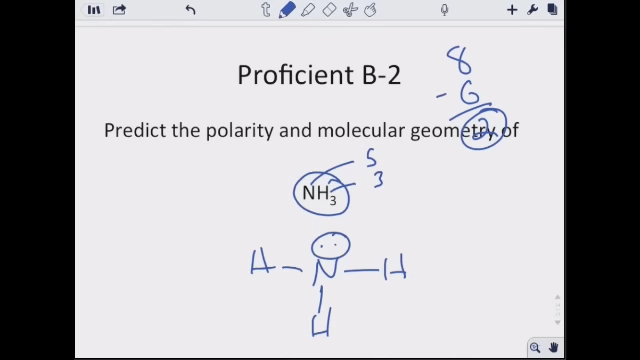 Proficient B-2
8
- 6
2
Predict the polarity and molecular geometry of
5
NH₃
3
H – N – H
H